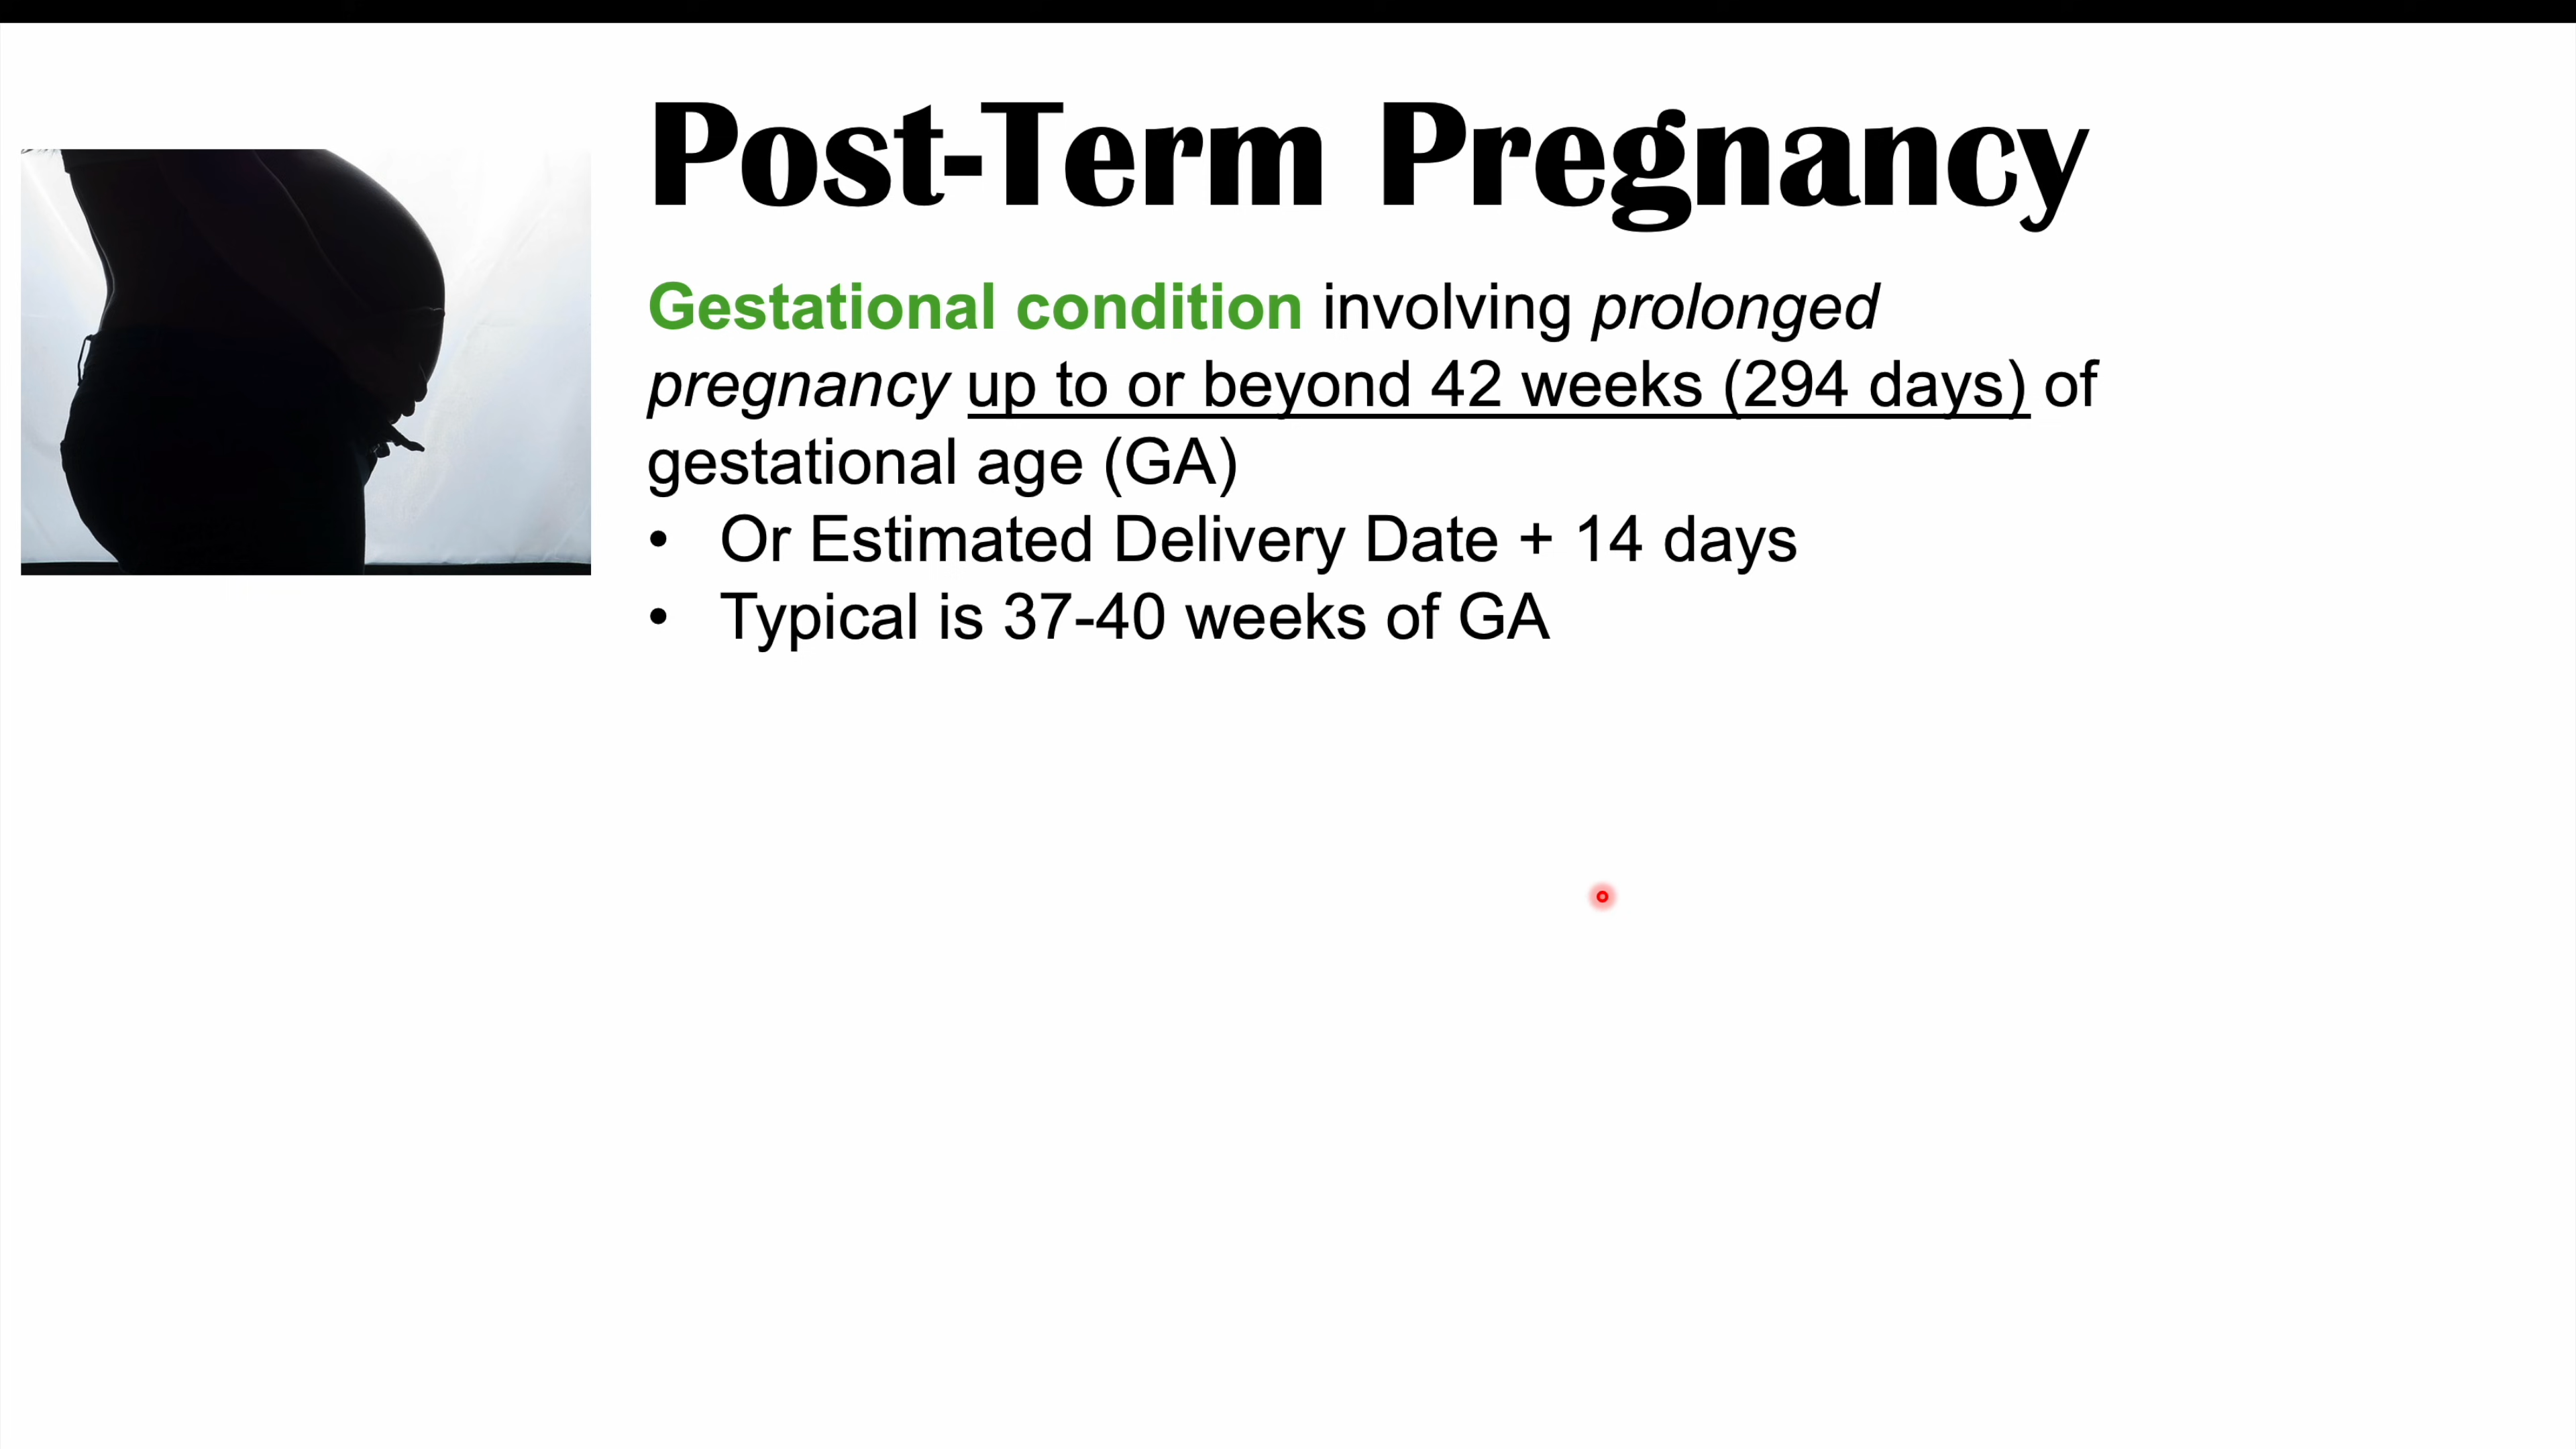 Post-Term Pregnancy
Gestational condition involving prolonged
pregnancy up to or beyond 42 weeks (294 days) of
gestational age (GA)
• Or Estimated Delivery Date + 14 days
• Typical is 37-40 weeks of GA